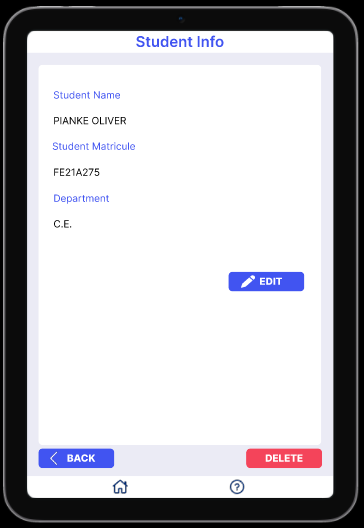 Student Info
Student Name
PIANKE OLIVER
Student Matricule
FE21A275
Department
C.E.
EDIT
BACK
DELETE
?